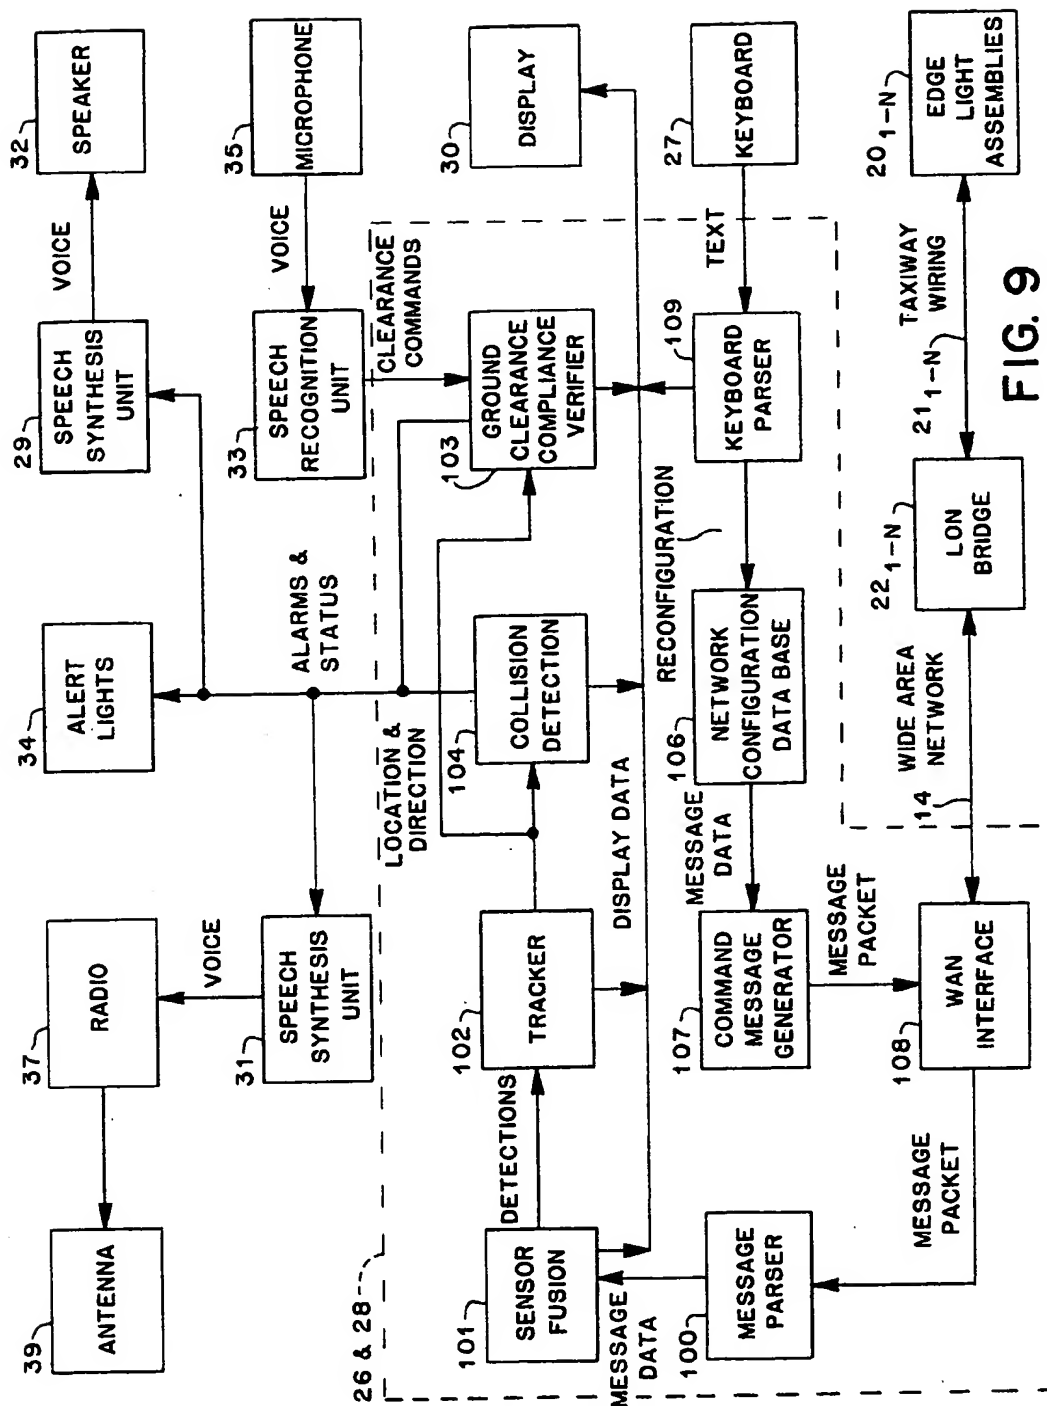 39
ANTENNA
37
RADIO
34
ALERT
LIGHTS
29
SPEECH
SYNTHESIS
UNIT
VOICE
32
SPEAKER
VOICE
31
SPEECH
SYNTHESIS
UNIT
ALARMS &
STATUS
33
SPEECH
RECOGNITION
UNIT
VOICE
35
MICROPHONE
26 & 28
LOCATION &
DIRECTION
CLEARANCE
COMMANDS
101
SENSOR
FUSION
DETECTIONS
102
TRACKER
104
COLLISION
DETECTION
103
GROUND
CLEARANCE
COMPLIANCE
VERIFIER
30
DISPLAY
MESSAGE
DATA
DISPLAY DATA
RECONFIGURATION
100
MESSAGE
PARSER
107
COMMAND
MESSAGE
GENERATOR
MESSAGE
DATA
106
NETWORK
CONFIGURATION
DATA BASE
109
KEYBOARD
PARSER
TEXT
27
KEYBOARD
MESSAGE
PACKET
MESSAGE
PACKET
108
WAN
INTERFACE
14
WIDE AREA
NETWORK
22 1-N
LON
BRIDGE
21 1-N
TAXIWAY
WIRING
20 1-N
EDGE
LIGHT
ASSEMBLIES
FIG. 9